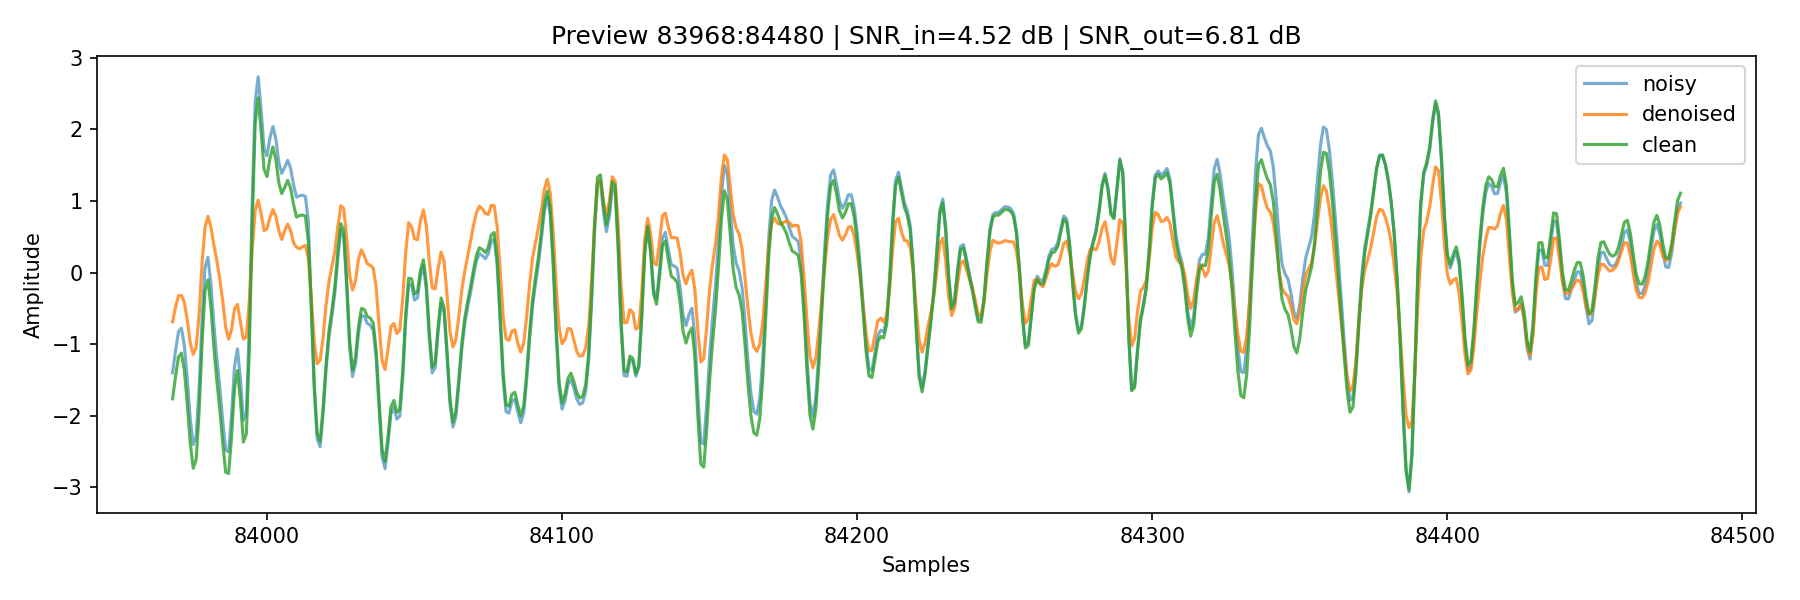 Preview 83968:84480 | SNR_in=4.52 dB | SNR_out=6.81 dB
noisy
denoised
clean
Amplitude
3
2
1
0
−1
−2
−3
84000 84100 84200 84300 84400 84500
Samples